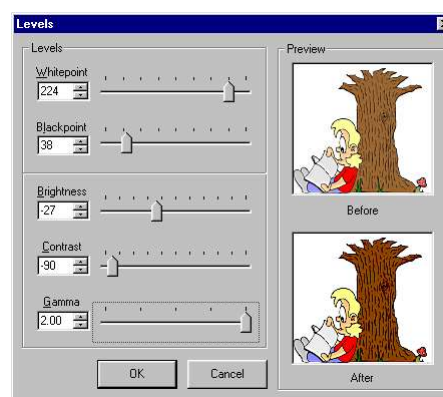 Levels
Levels
Whitepoint
224
Blackpoint
38
Brightness
-27
Contrast
-90
Gamma
2.00
OK Cancel
Preview
Before
After